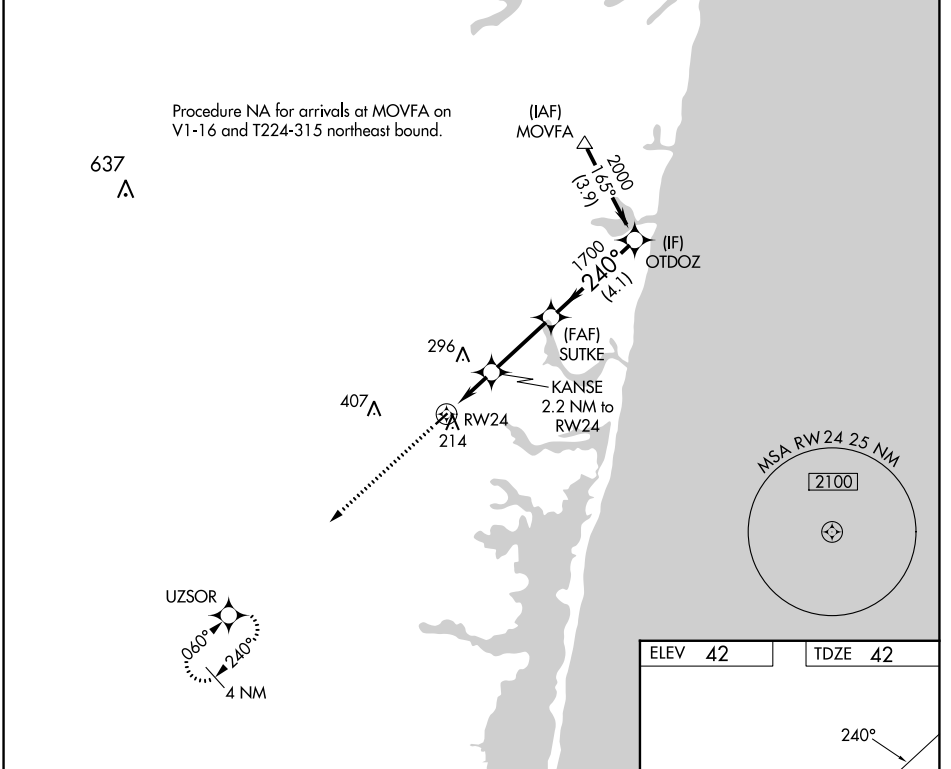 Procedure NA for arrivals at MOVFA on
V1-16 and T224-315 northeast bound.
(IAF)
MOVFA
637
2000
165°
(3.9)
(IF)
OTDOZ
1700
240°
(4.1)
(FAF)
SUTKE
296
KANSE
2.2 NM to
RW24
407
RW24
214
MSA RW24 25 NM
2100
UZSOR
060°
240°
4 NM
ELEV 42
TDZE 42
240°